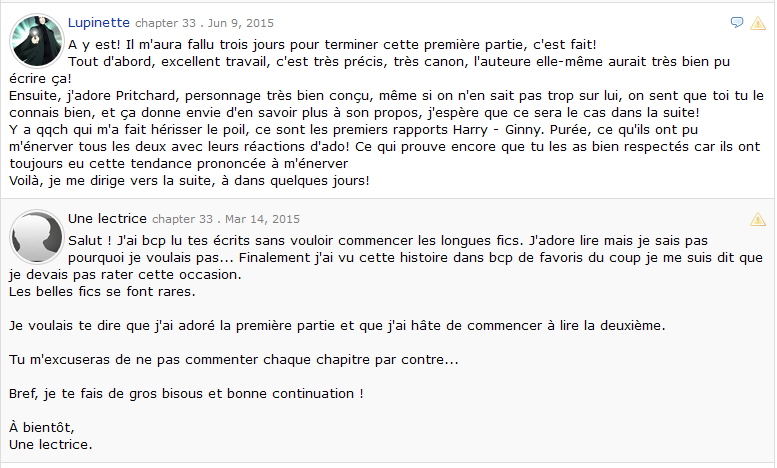 Lupinette chapter 33 . Jun 9, 2015
A y est! Il m'aura fallu trois jours pour terminer cette première partie, c'est fait!
Tout d'abord, excellent travail, c'est très précis, très canon, l'auteure elle-même aurait très bien pu
écrire ça!
Ensuite, j'adore Pritchard, personnage très bien conçu, même si on n'en sait pas trop sur lui, on sent que toi tu le
connais bien, et ça donne envie d'en savoir plus à son propos, j'espère que ce sera le cas dans la suite!
Y a qqch qui m'a fait hérisser le poil, ce sont les premiers rapports Harry - Ginny. Purée, ce qu'ils ont pu
m'énerver tous les deux avec leurs réactions d'ado! Ce qui prouve encore que tu les as bien respectés car ils ont
toujours eu cette tendance prononcée à m'énerver
Voilà, je me dirige vers la suite, à dans quelques jours!
Une lectrice chapter 33 . Mar 14, 2015
Salut ! J'ai bcp lu tes écrits sans vouloir commencer les longues fics. J'adore lire mais je sais pas
pourquoi je voulais pas... Finalement j'ai vu cette histoire dans bcp de favoris du coup je me suis dit que
je devais pas rater cette occasion.
Les belles fics se font rares.
Je voulais te dire que j'ai adoré la première partie et que j'ai hâte de commencer à lire la deuxième.
Tu m'excuseras de ne pas commenter chaque chapitre par contre...
Bref, je te fais de gros bisous et bonne continuation !
À bientôt,
Une lectrice.